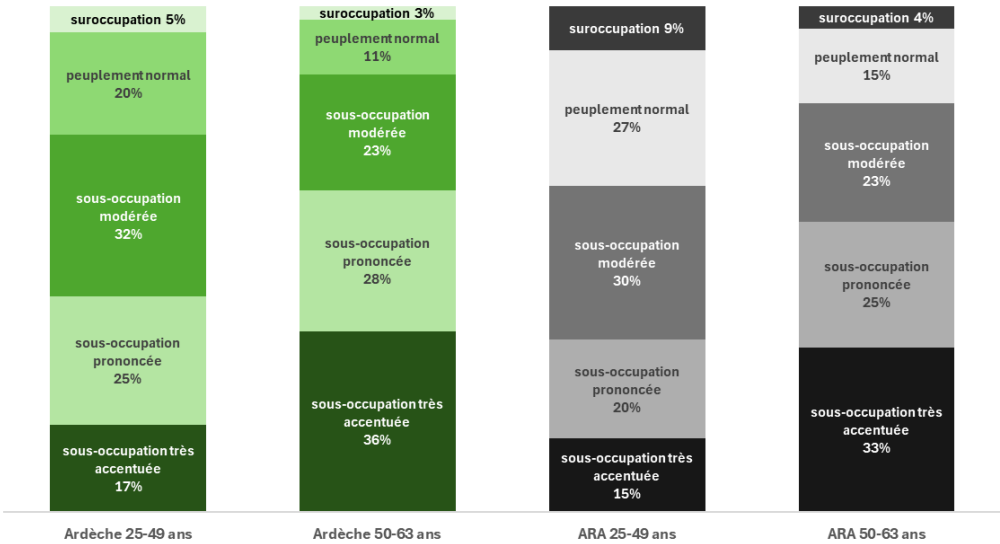 suroccupation 5%
peuplement normal
20%
sous-occupation
modérée
32%
sous-occupation
prononcée
25%
sous-occupation très
accentuée
17%
suroccupation 3%
peuplement normal
11%
sous-occupation
modérée
23%
sous-occupation
prononcée
28%
sous-occupation très
accentuée
36%
suroccupation 9%
peuplement normal
27%
sous-occupation
modérée
30%
sous-occupation
prononcée
20%
sous-occupation très
accentuée
15%
suroccupation 4%
peuplement normal
15%
sous-occupation
modérée
23%
sous-occupation
prononcée
25%
sous-occupation très
accentuée
33%
Ardèche 25-49 ans
Ardèche 50-63 ans
ARA 25-49 ans
ARA 50-63 ans